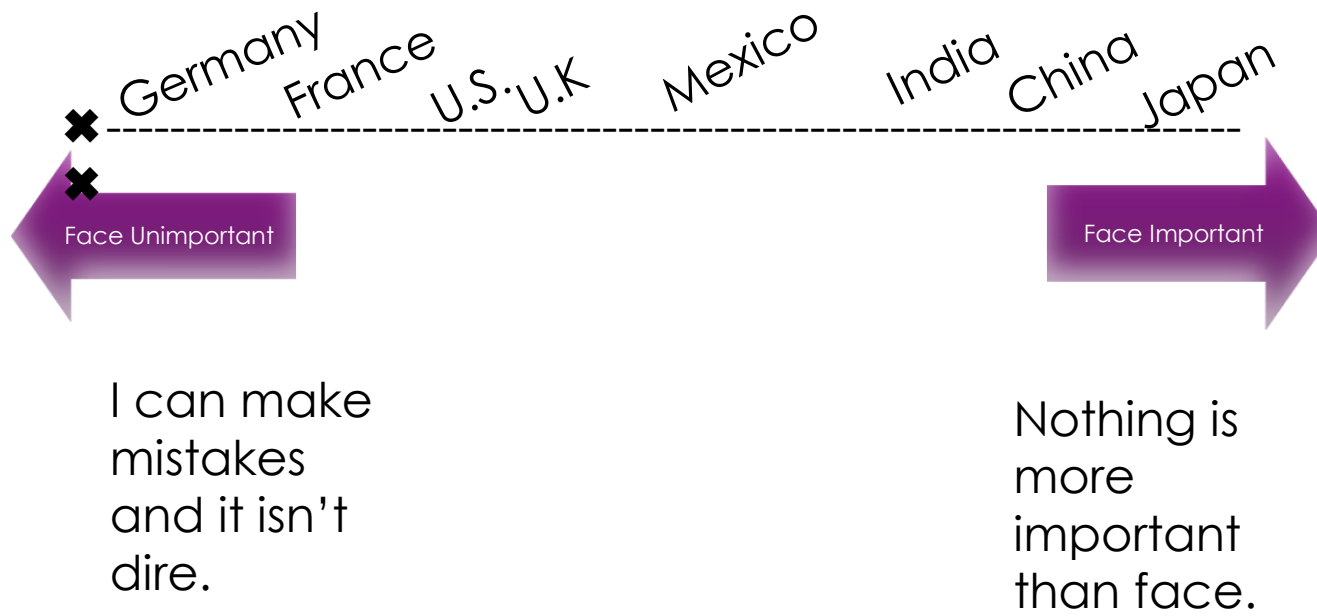 Germany France U.S. U.K Mexico India China Japan
Face Unimportant
Face Important
I can make
mistakes
and it isn’t
dire.
Nothing is
more
important
than face.